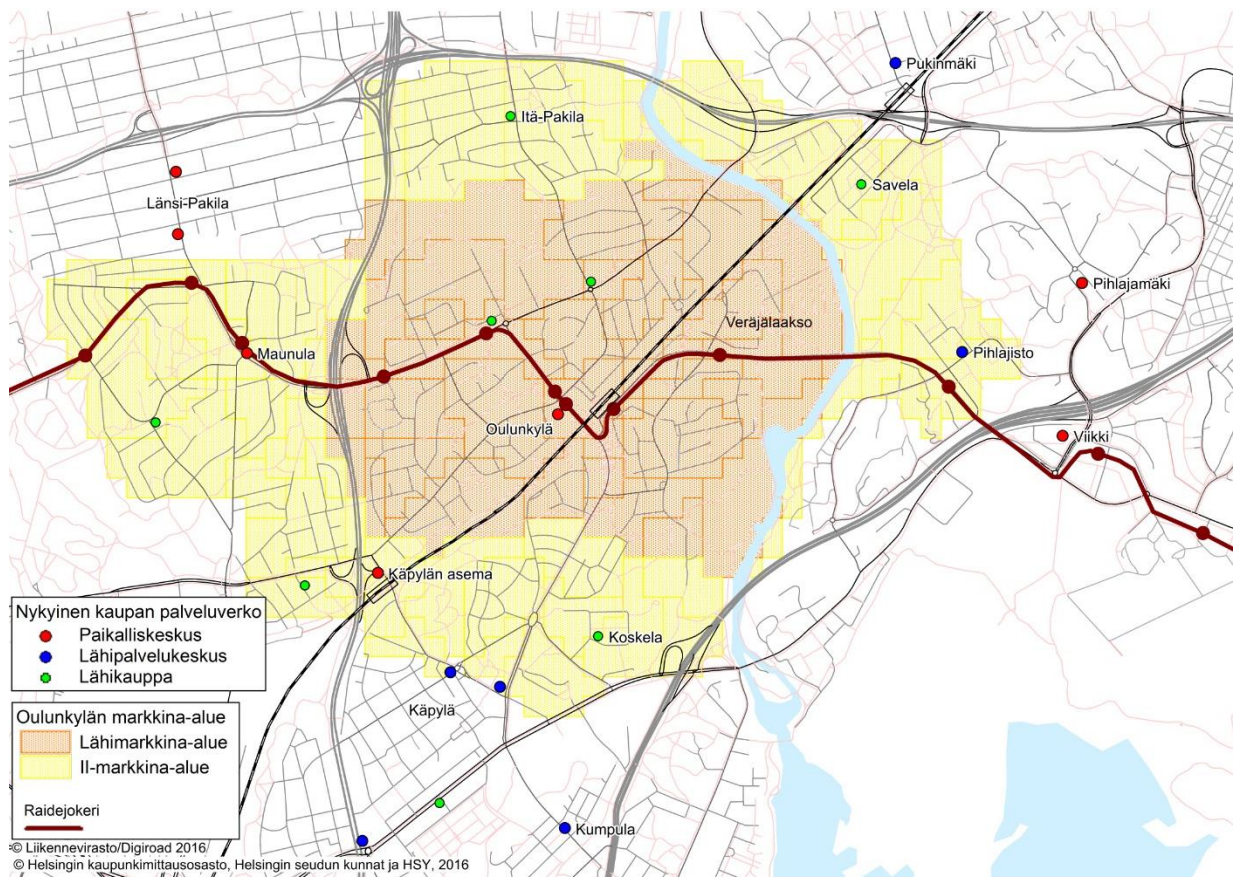 Pukinmäki
Itä-Pakila
Savela
Länsi-Pakila
Pihlajamäki
Veräjälaakso
Maunula
Pihlajisto
Oulunkylä
Viikki
Käpylän asema
Koskela
Käpylä
Kumpula
Nykyinen kaupan palveluverko
Paikalliskeskus
Lähipalvelukeskus
Lähikauppa
Oulunkylän markkina-alue
Lähimarkkina-alue
II-markkina-alue
Raidejokeri
© Liikennevirasto/Digiroad 2016
© Helsingin kaupunkimittausosasto, Helsingin seudun kunnat ja HSY, 2016